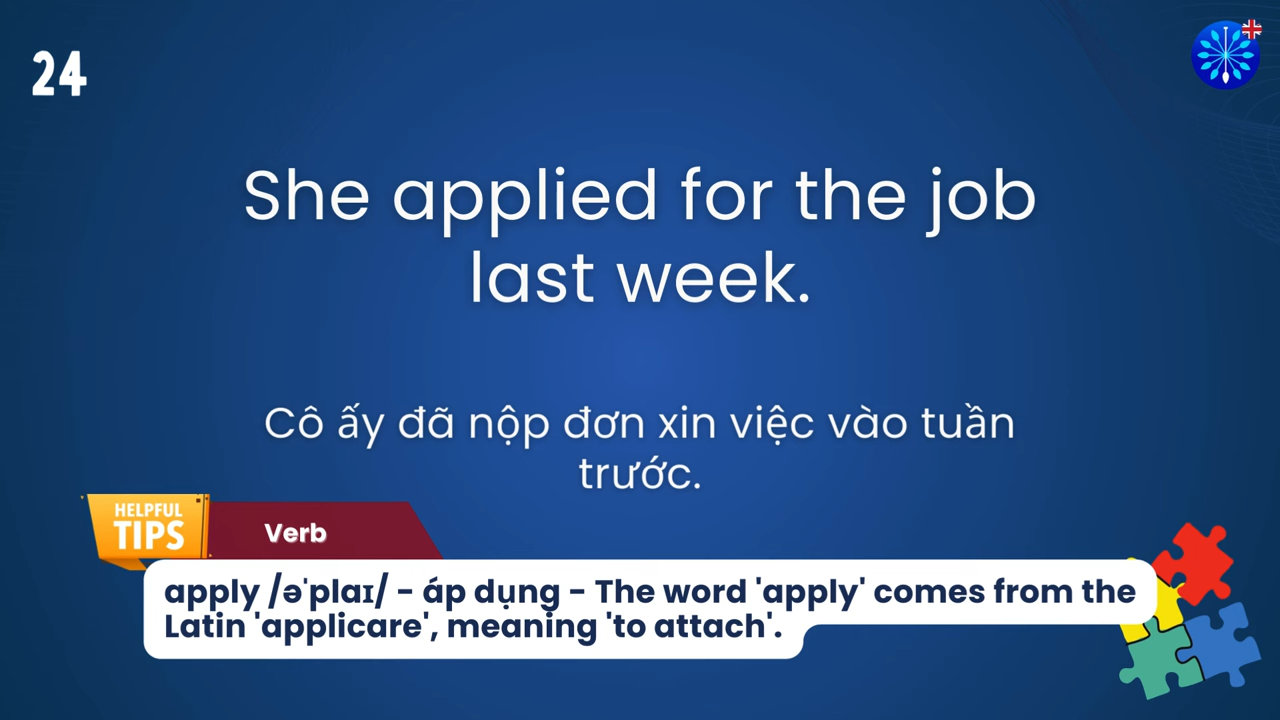 24
She applied for the job
last week.
Cô ấy đã nộp đơn xin việc vào tuần
trước.
HELPFUL
TIPS
Verb
apply /əˈplaɪ/ - áp dụng - The word 'apply' comes from the
Latin 'applicare', meaning 'to attach'.